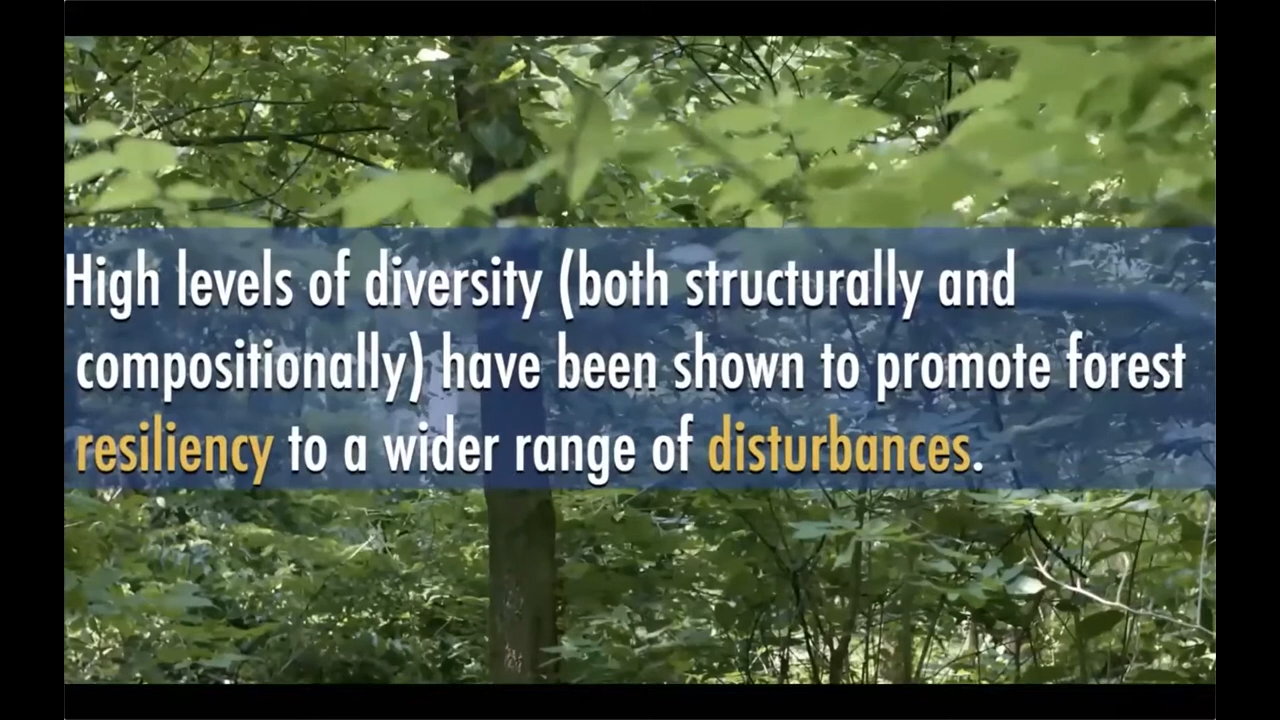 High levels of diversity (both structurally and
compositionally) have been shown to promote forest
resiliency to a wider range of disturbances.